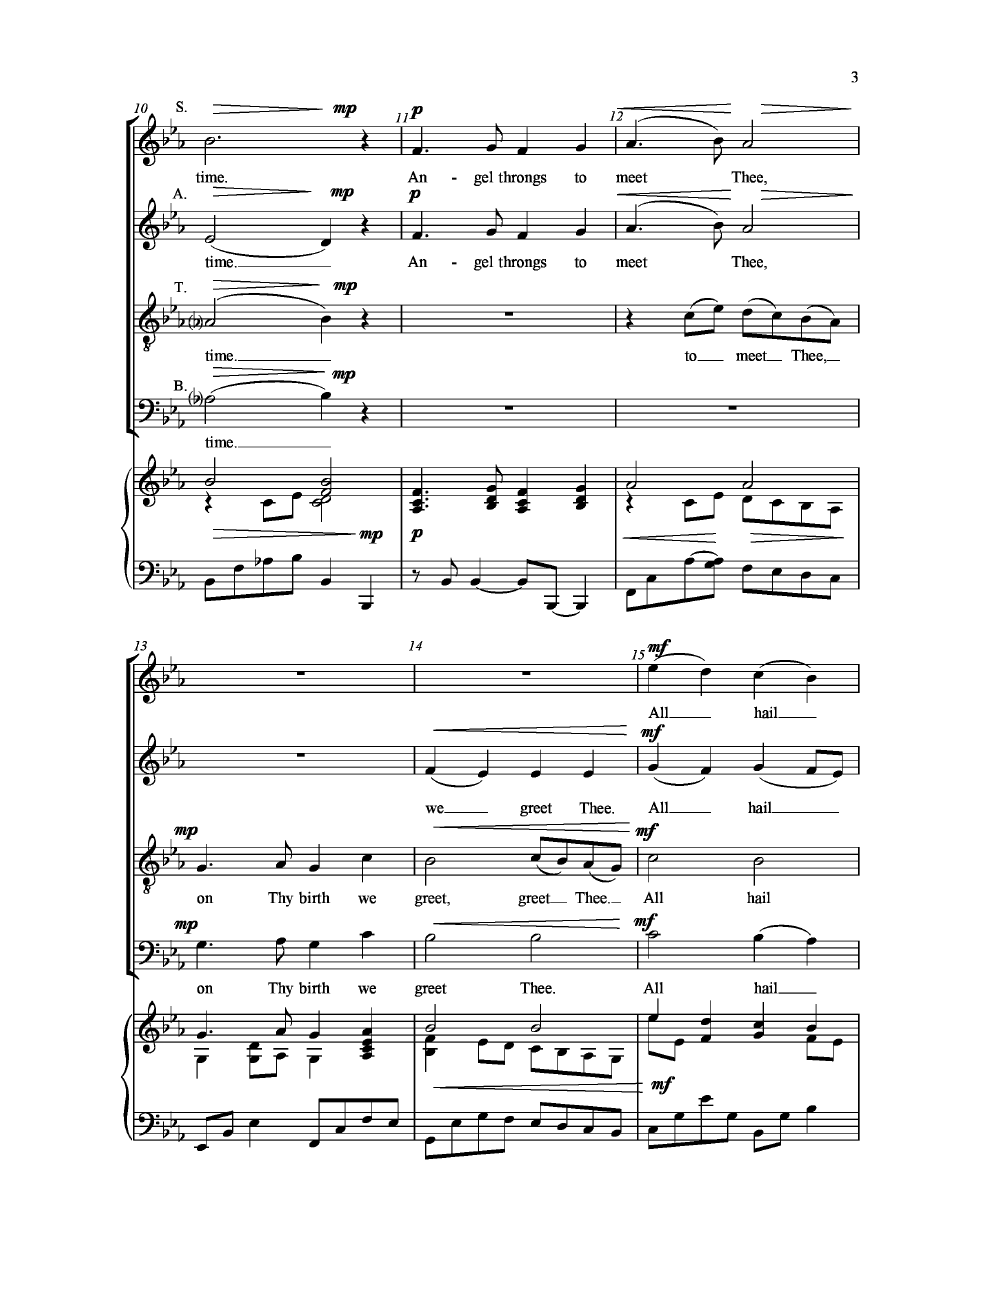 3
10 S. mp 11 p 12
time. An - gel throngs to meet Thee,
A. mp p
time. An - gel throngs to meet Thee,
T. mp
time. to meet Thee,
B. mp
time.
mp p
13 14 15 mf
All hail
mf
we greet Thee. All hail
mp mf
on Thy birth we greet, greet Thee. All hail
mp mf
on Thy birth we greet Thee. All hail
mf